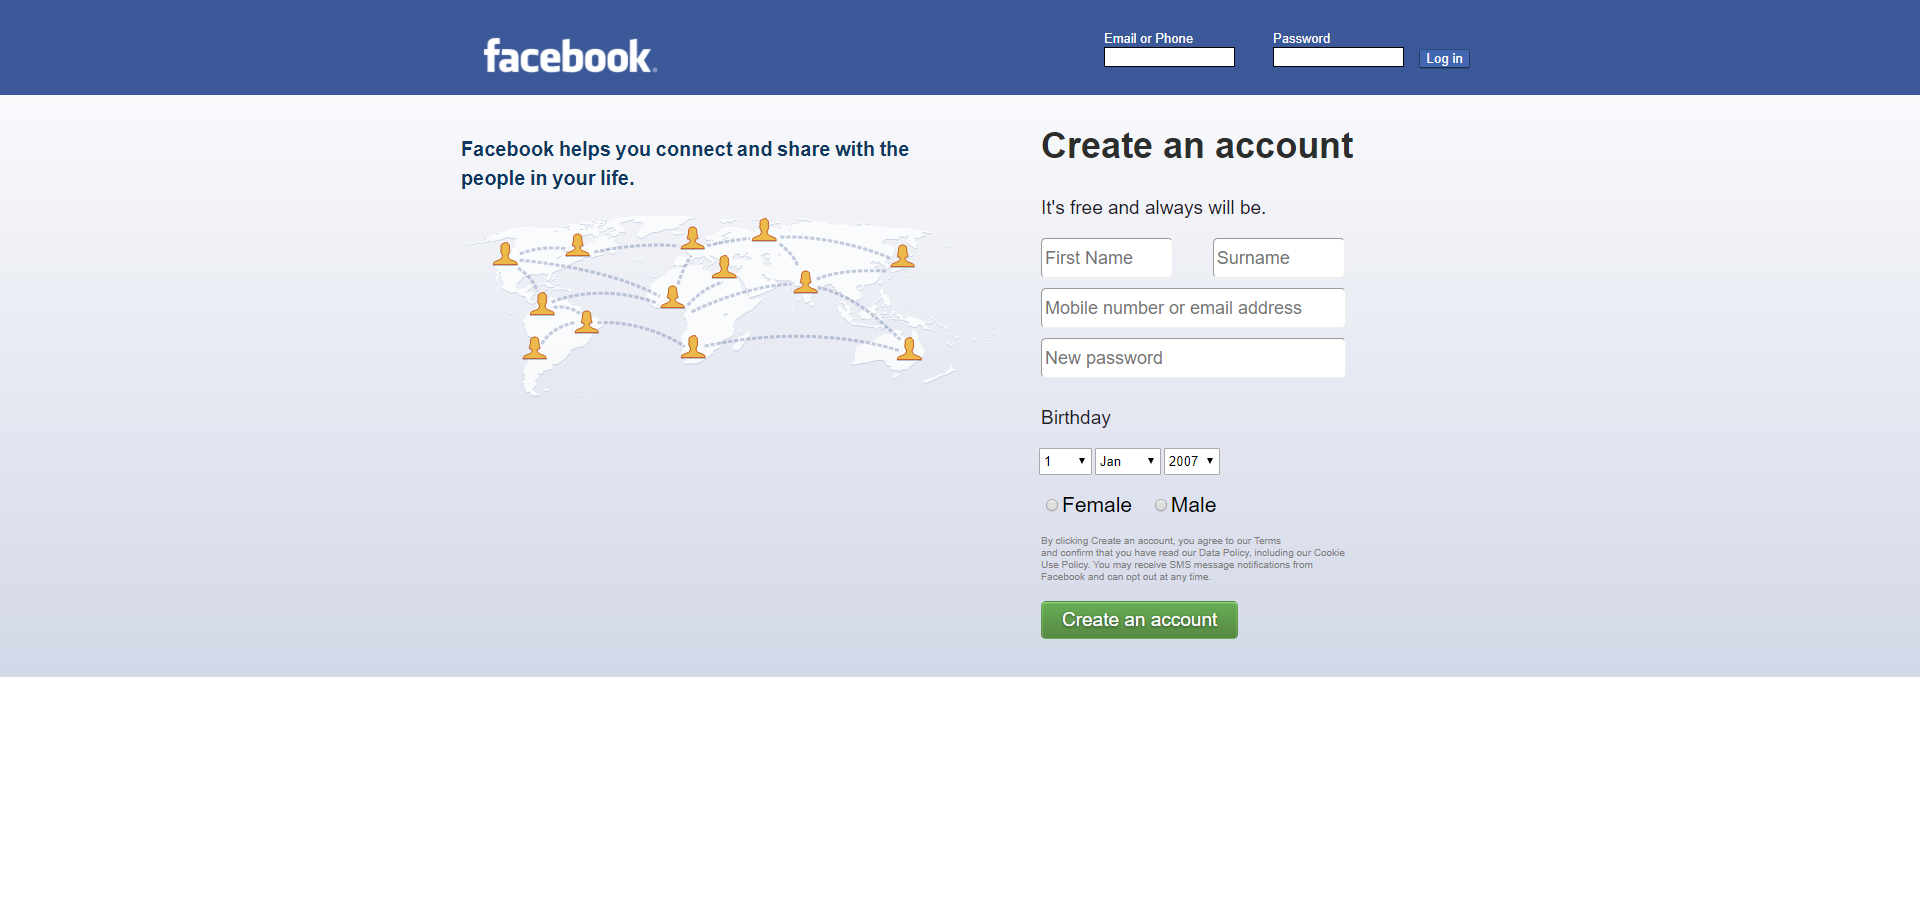 facebook
Email or Phone
Password
Log in
Facebook helps you connect and share with the
people in your life.
Create an account
It's free and always will be.
First Name
Surname
Mobile number or email address
New password
Birthday
1
Jan
2007
Female
Male
By clicking Create an account, you agree to our Terms
and confirm that you have read our Data Policy, including our Cookie
Use Policy. You may receive SMS message notifications from
Facebook and can opt out at any time.
Create an account